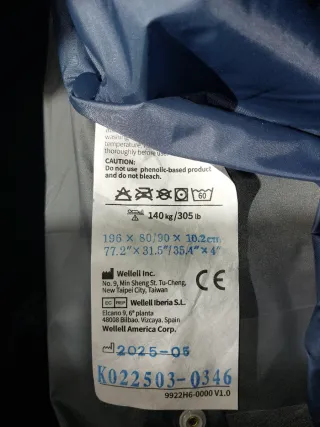 thoroughly before use.
CAUTION:
Do not use phenolic-based product
and do not bleach.
60
140 kg/305 lb
196 × 80/90 × 10.2cm
77.2"× 31.5"/35.4"× 4"
Wellell Inc.
No. 9, Min Sheng St. Tu-Cheng,
New Taipei City, Taiwan
CE
EC REP Wellell Iberia S.L.
Elcano 9, 6ª planta
48008 Bilbao. Vizcaya. Spain
Wellell America Corp.
2025-05
K022503-0346
9922H6-0000 V1.0